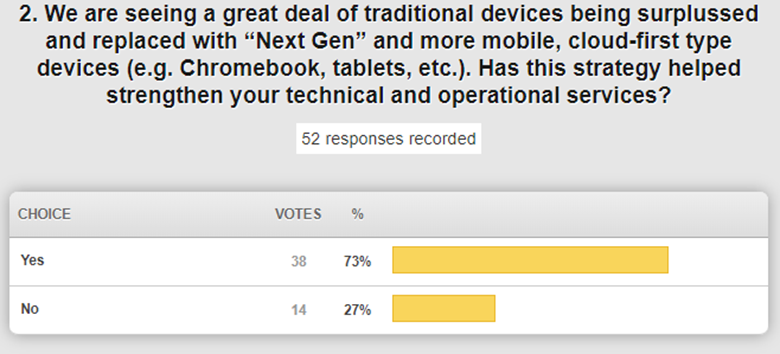 2. We are seeing a great deal of traditional devices being surplussed
and replaced with “Next Gen” and more mobile, cloud-first type
devices (e.g. Chromebook, tablets, etc.). Has this strategy helped
strengthen your technical and operational services?
52 responses recorded
CHOICE VOTES %
Yes 38 73%
No 14 27%